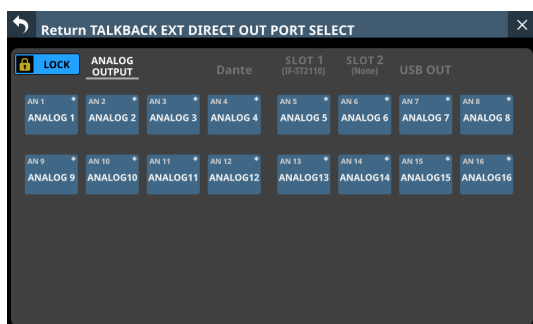 Return TALKBACK EXT DIRECT OUT PORT SELECT
LOCK
ANALOG
OUTPUT
Dante
SLOT 1
(IF-ST2110)
SLOT 2
(None)
USB OUT
AN 1 *
ANALOG 1
AN 2 *
ANALOG 2
AN 3 *
ANALOG 3
AN 4 *
ANALOG 4
AN 5 *
ANALOG 5
AN 6 *
ANALOG 6
AN 7 *
ANALOG 7
AN 8 *
ANALOG 8
AN 9 *
ANALOG 9
AN 10 *
ANALOG10
AN 11 *
ANALOG11
AN 12 *
ANALOG12
AN 13 *
ANALOG13
AN 14 *
ANALOG14
AN 15 *
ANALOG15
AN 16 *
ANALOG16